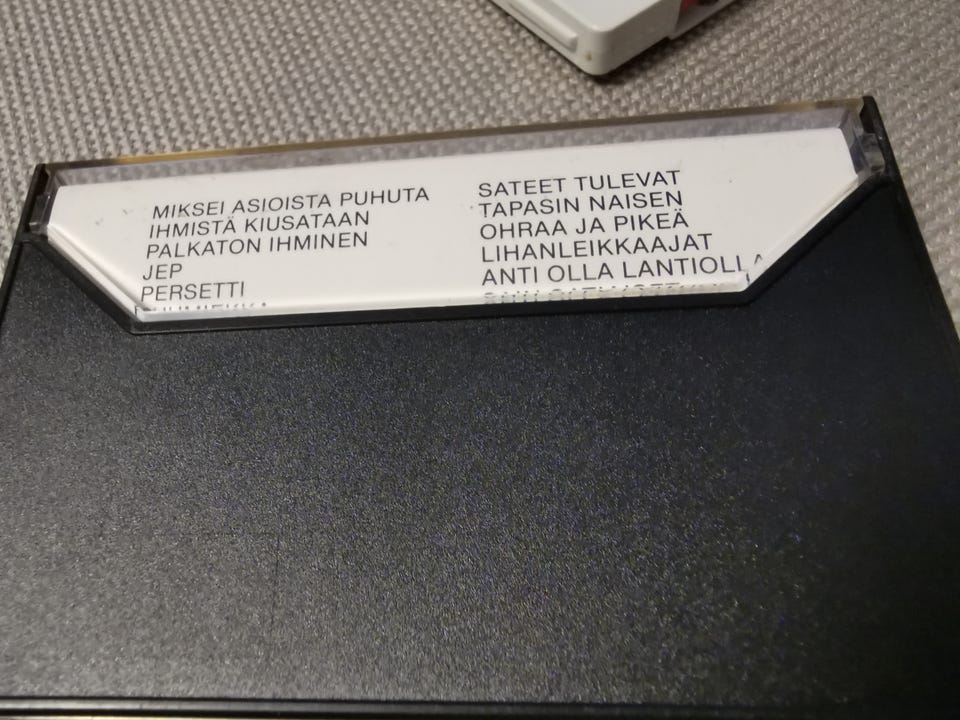 MIKSEI ASIOISTA PUHUTA
IHMISTÄ KIUSATAAN
PALKATON IHMINEN
JEP
PERSETTI
SATEET TULEVAT
TAPASIN NAISEN
OHRAA JA PIKEÄ
LIHANLEIKKAAJAT
ANTI OLLA LANTIOLLA